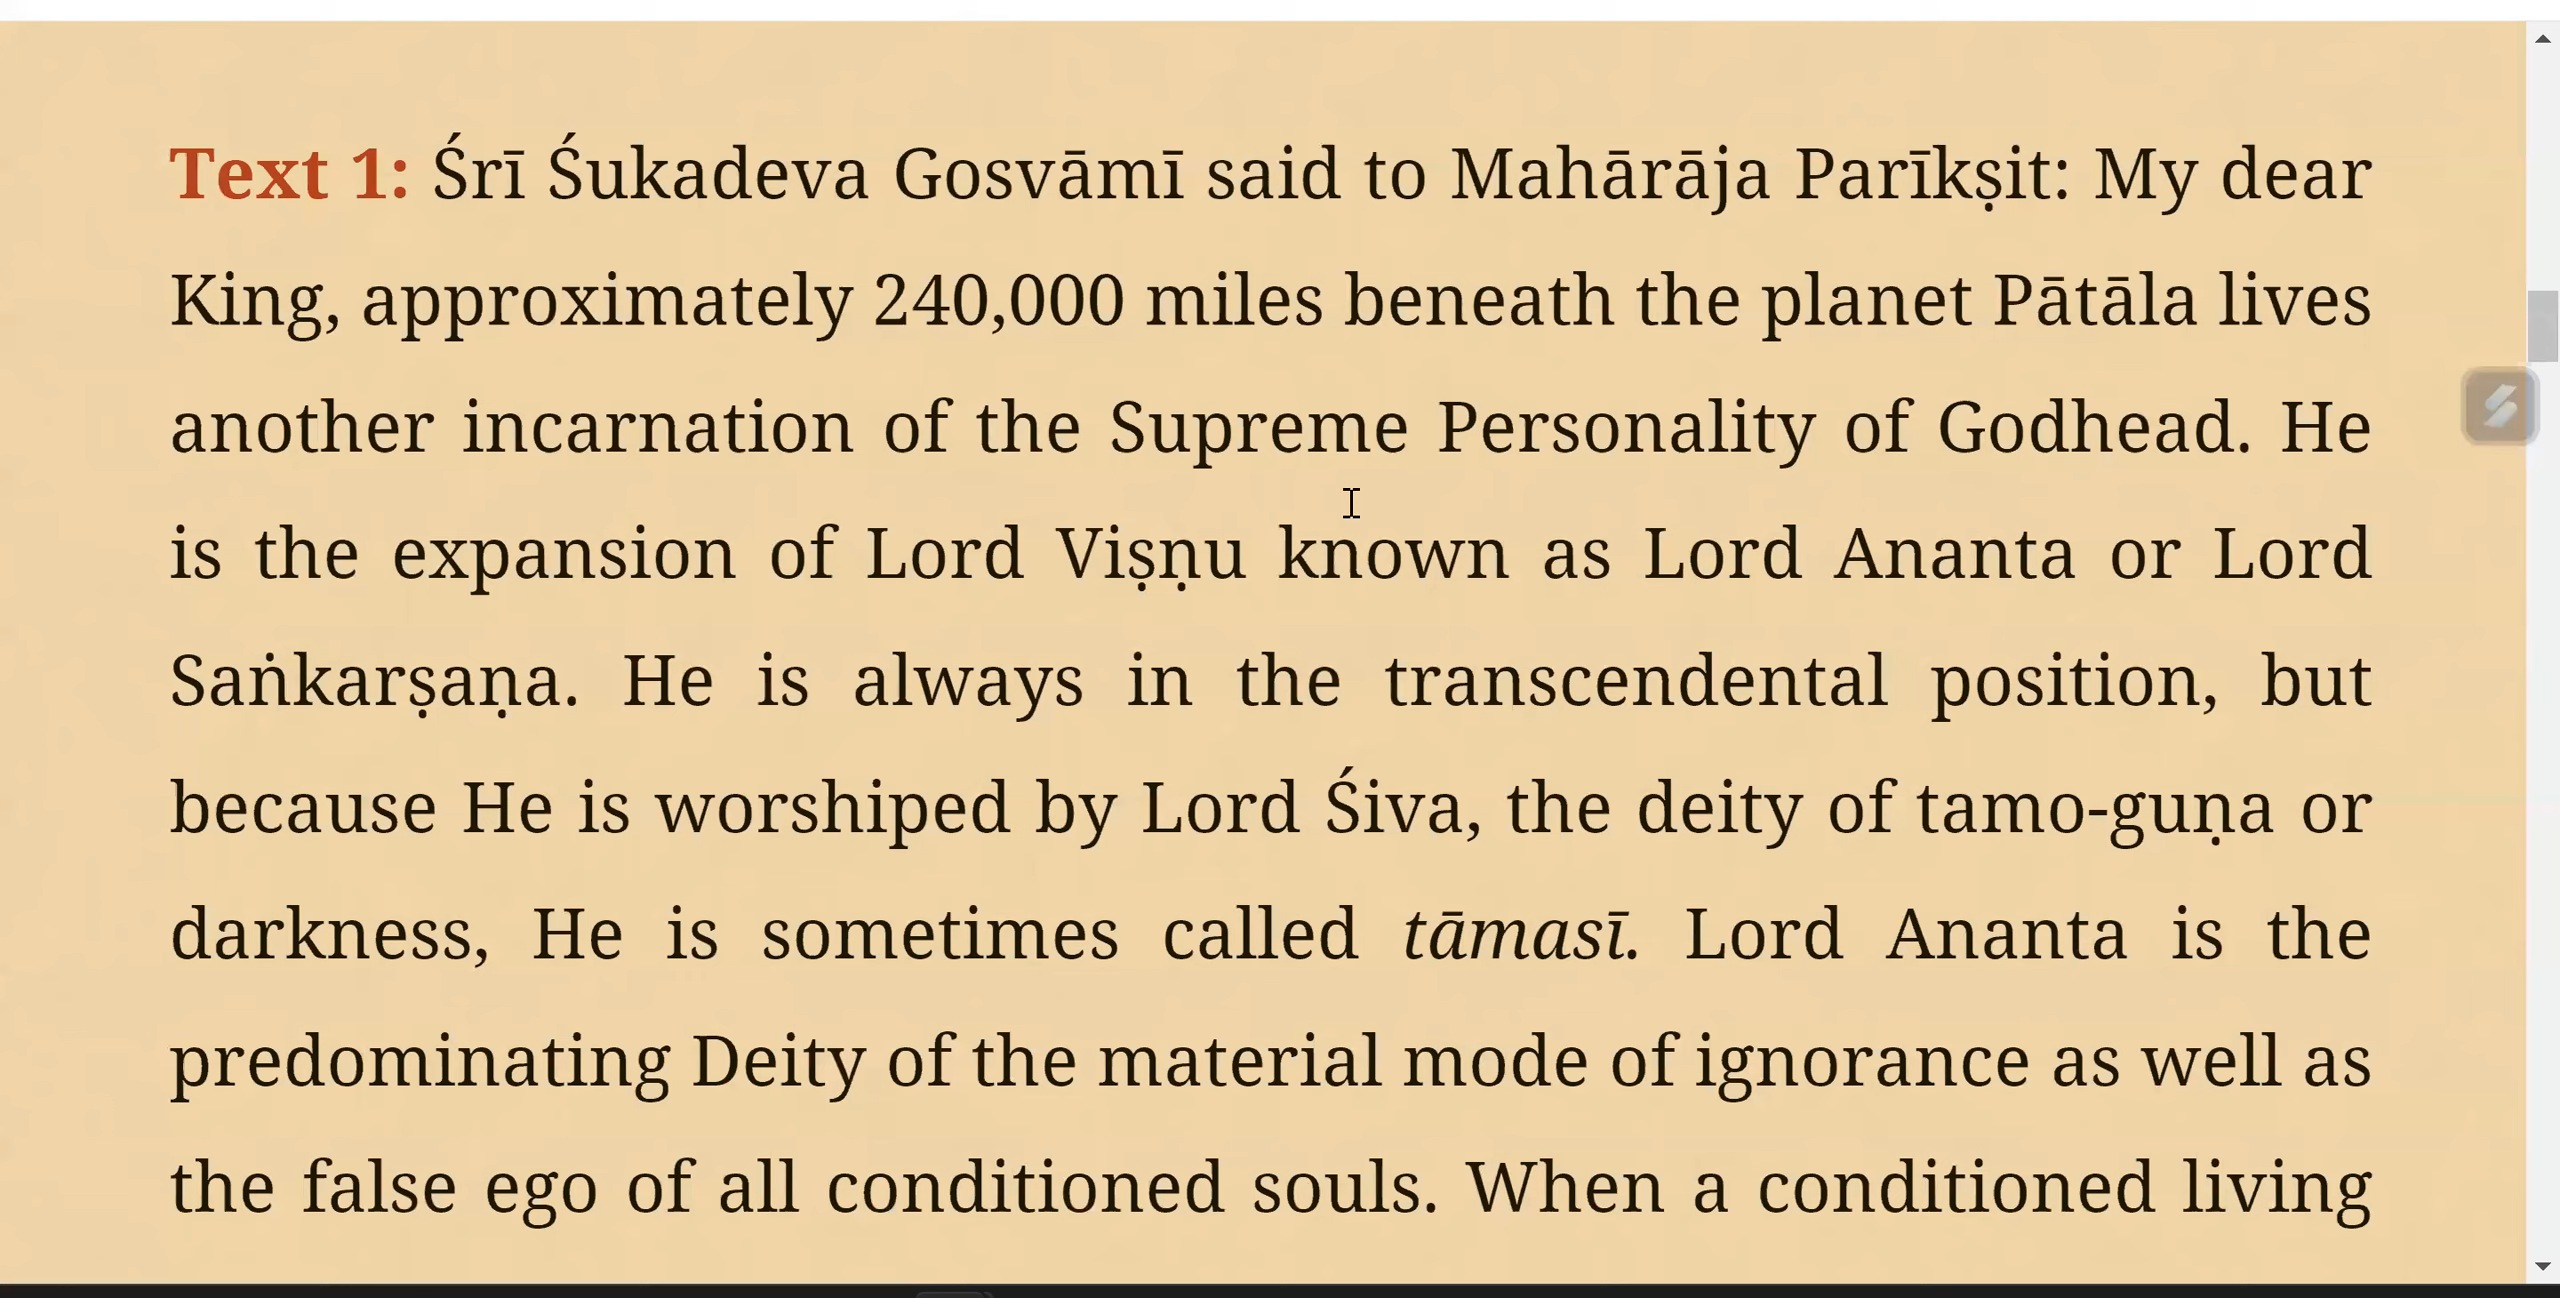 Text 1: Śrī Śukadeva Gosvāmī said to Mahārāja Parīkṣit: My dear
King, approximately 240,000 miles beneath the planet Pātāla lives
another incarnation of the Supreme Personality of Godhead. He
is the expansion of Lord Viṣṇu known as Lord Ananta or Lord
Saṅkarṣaṇa. He is always in the transcendental position, but
because He is worshiped by Lord Śiva, the deity of tamo-guṇa or
darkness, He is sometimes called tāmasī. Lord Ananta is the
predominating Deity of the material mode of ignorance as well as
the false ego of all conditioned souls. When a conditioned living